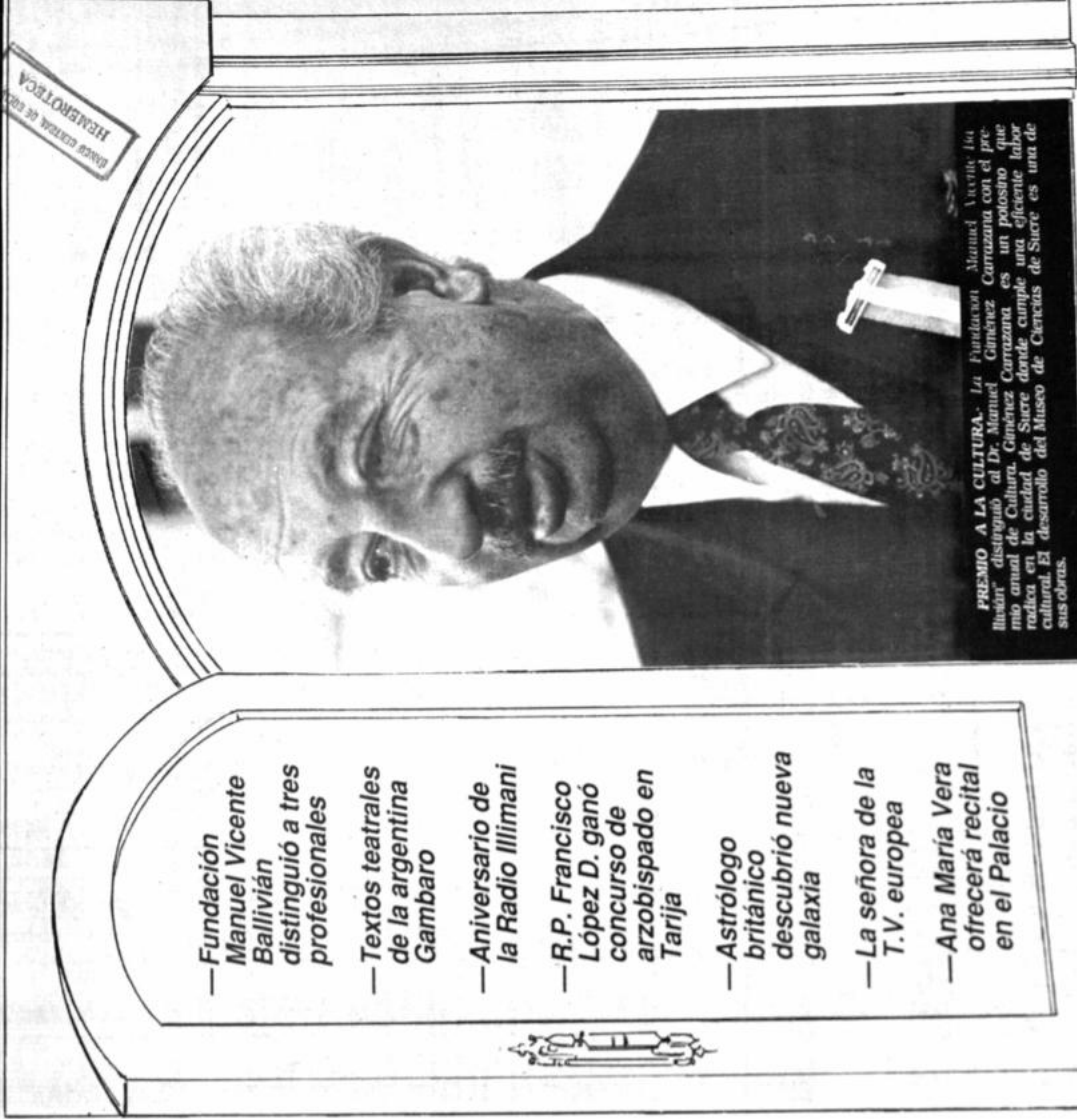 —Fundación
Manuel Vicente
Ballivián
distinguió a tres
profesionales
—Textos teatrales
de la argentina
Gambaro
—Aniversario de
la Radio Illimani
—R.P. Francisco
López D. ganó
concurso de
arzobispado en
Tarija
—Astrólogo
británico
descubrió nueva
galaxia
—La señora de la
T.V. europea
—Ana María Vera
ofrecerá recital
en el Palacio
BANCO CENTRAL DE
HEMEROTECA
PREMIO A LA CULTURA.- La Fundación Manuel Vicente Ba
llivián" distinguió al Dr. Manuel Giménez Carrazana con el pre-
mio anual de Cultura. Giménez Carrazana es un potosino que
radica en la ciudad de Sucre donde cumple una eficiente labor
cultural. El desarrollo del Museo de Ciencias de Sucre es una de
sus obras.